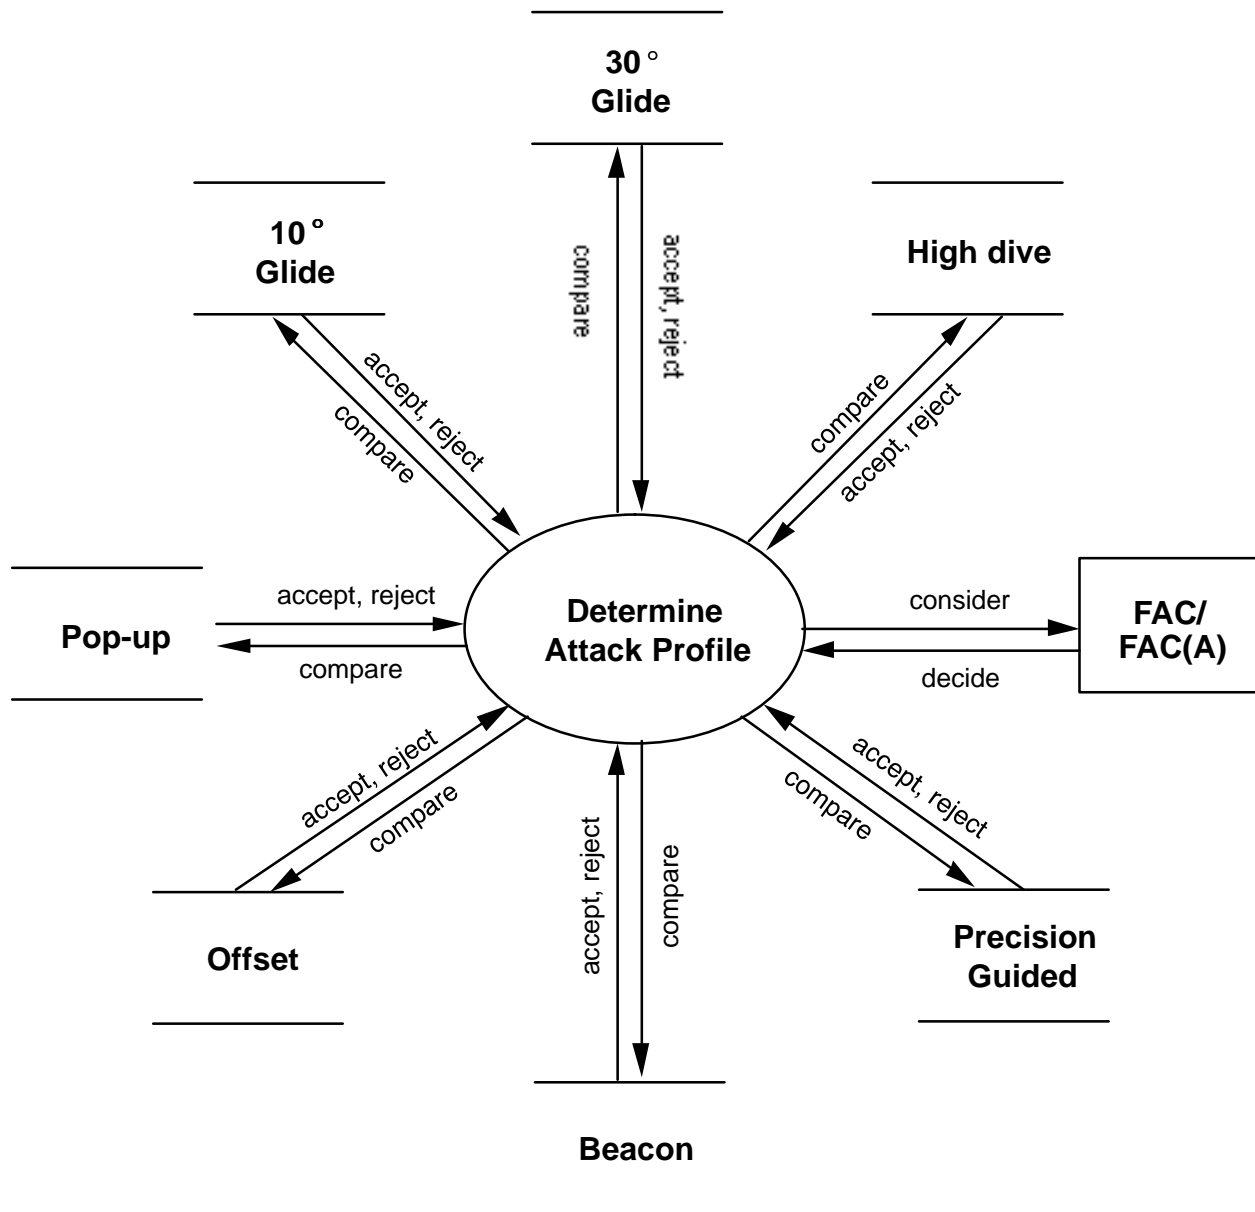 30 °
Glide
10 °
Glide
High dive
compare
accept, reject
accept, reject
compare
compare
accept, reject
Pop-up
accept, reject
compare
Determine
Attack Profile
consider
decide
FAC/
FAC(A)
accept, reject
compare
accept, reject
compare
accept, reject
compare
Offset
Precision
Guided
Beacon